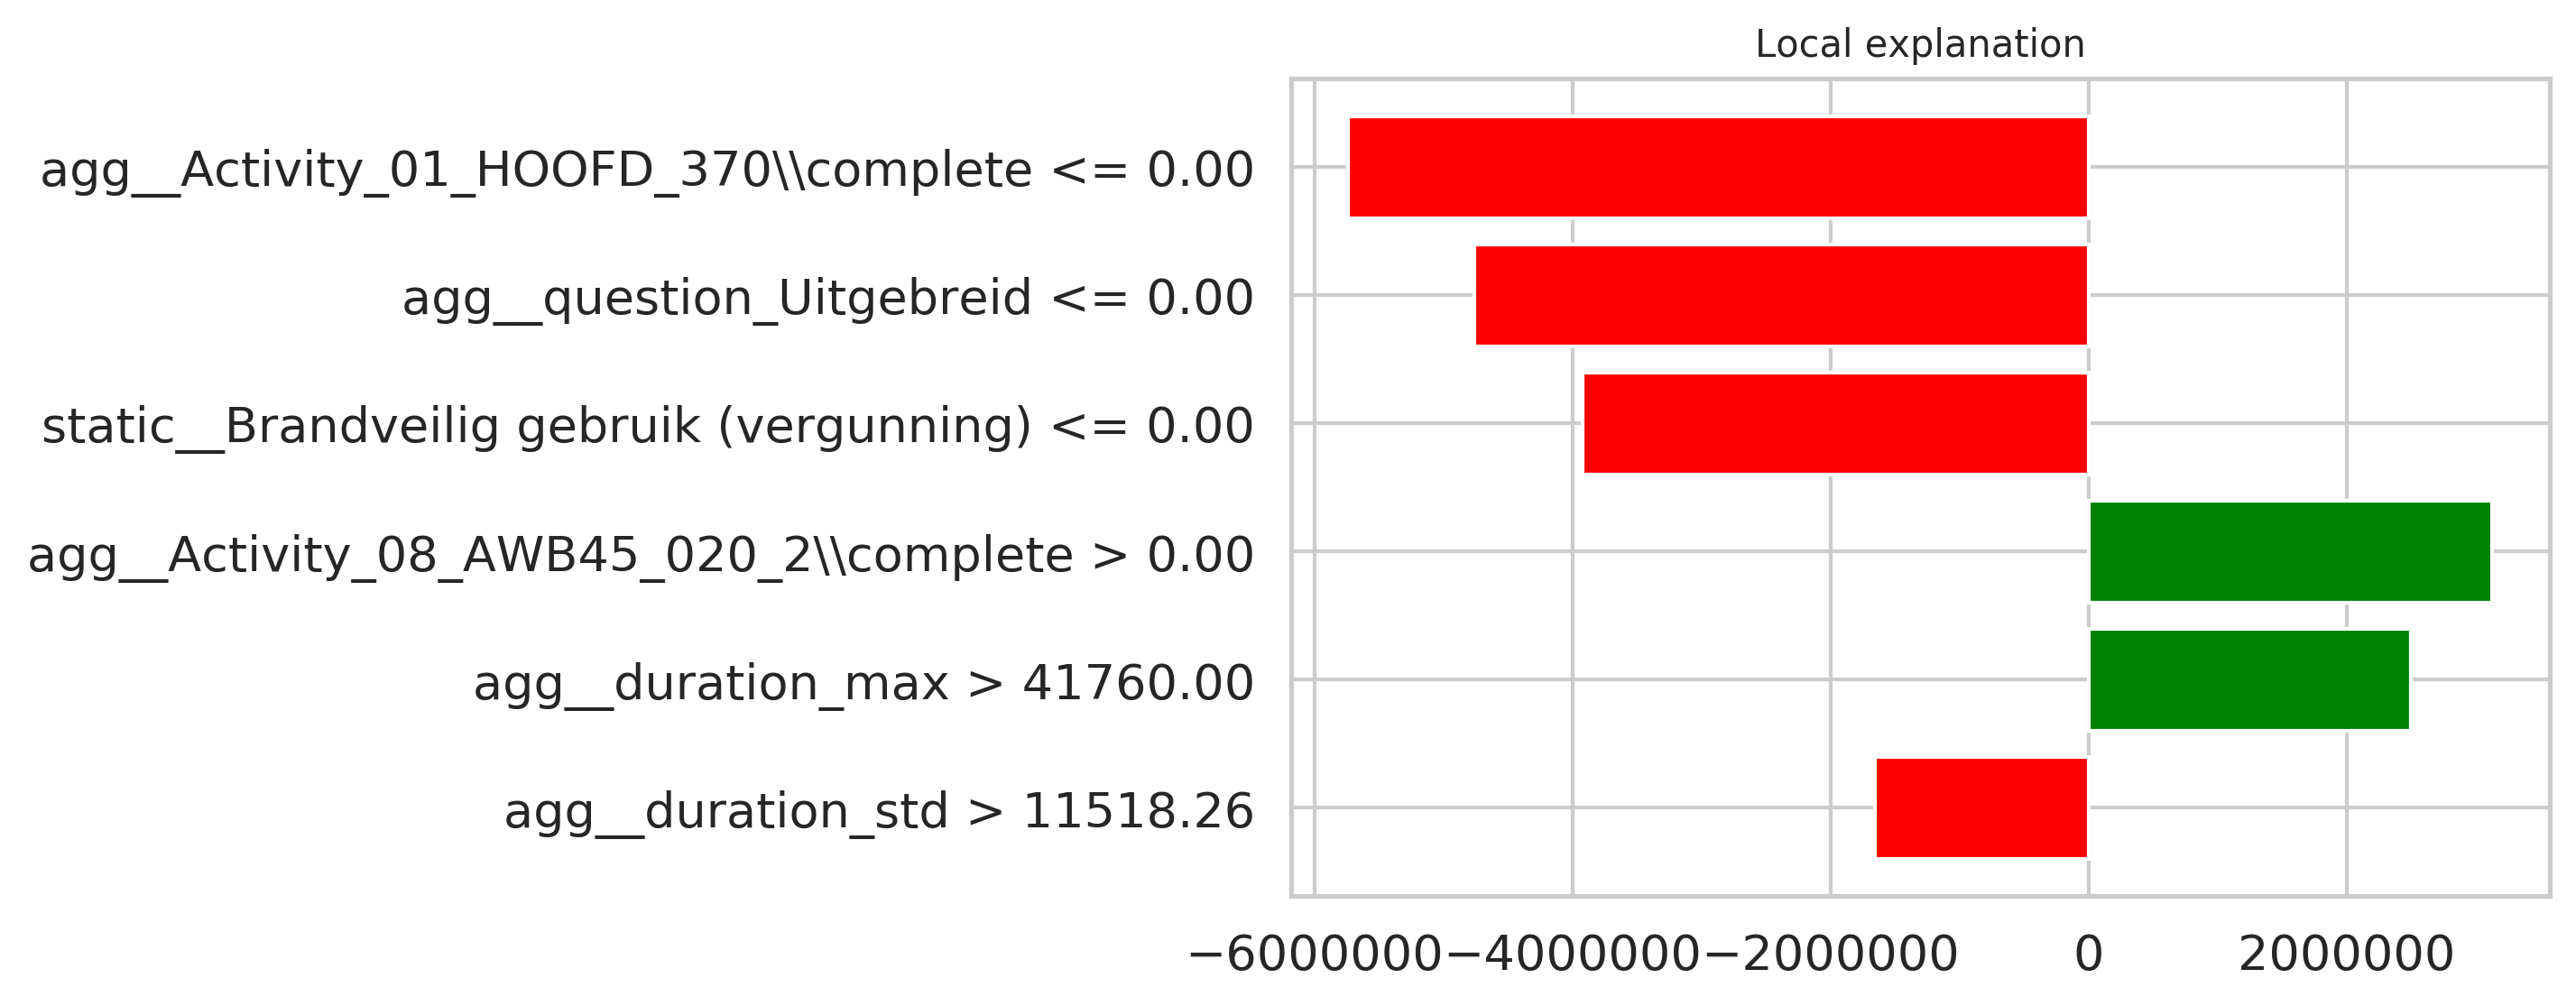 Local explanation
agg__Activity_01_HOOFD_370\\complete <= 0.00
agg__question_Uitgebreid <= 0.00
static__Brandveilig gebruik (vergunning) <= 0.00
agg__Activity_08_AWB45_020_2\\complete > 0.00
agg__duration_max > 41760.00
agg__duration_std > 11518.26
−6000000 −4000000 −2000000 0 2000000